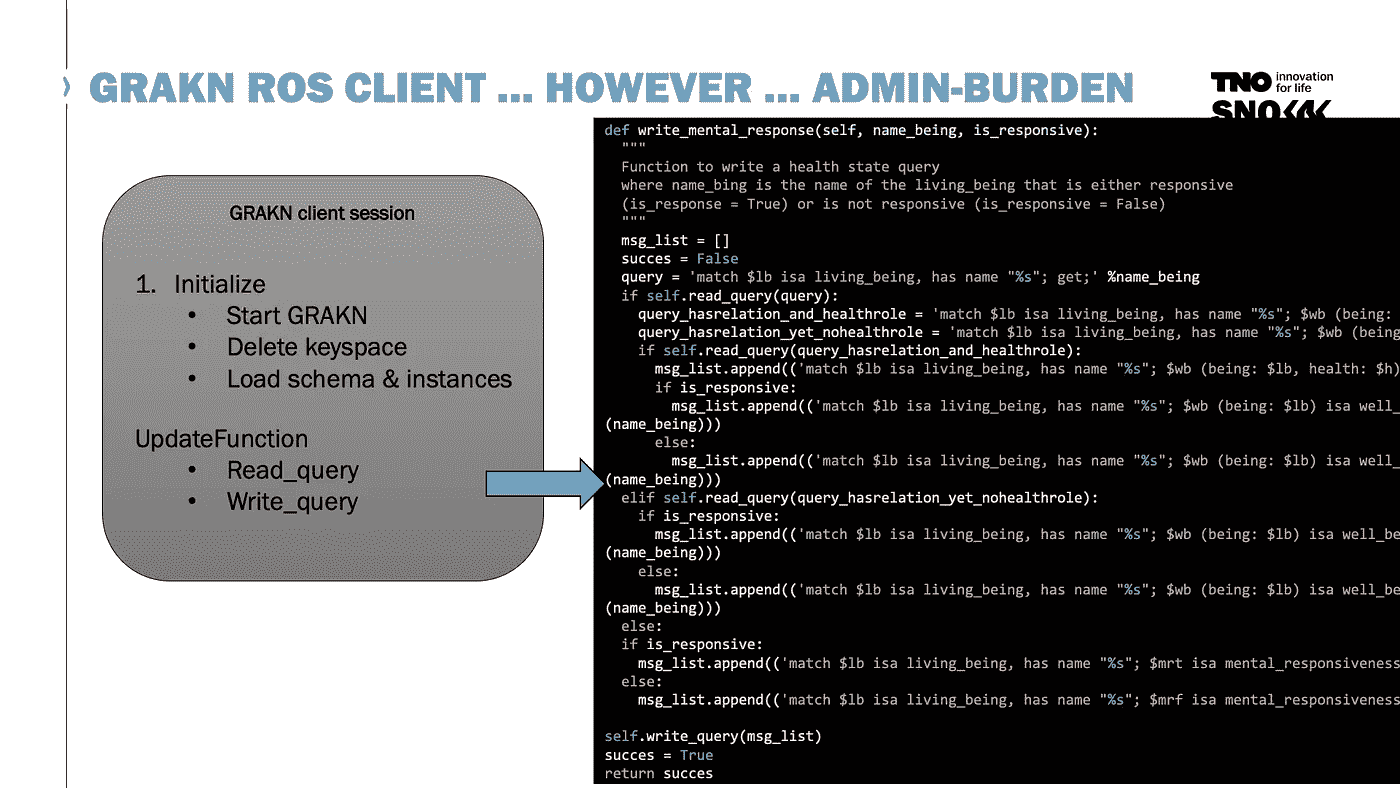 GRAKN ROS CLIENT ... HOWEVER ... ADMIN-BURDEN
TNO innovation
for life
SNO
GRAKN client session
1. Initialize
• Start GRAKN
• Delete keyspace
• Load schema & instances
UpdateFunction
• Read_query
• Write_query
def write_mental_response(self, name_being, is_responsive):
"""
Function to write a health state query
where name_bing is the name of the living_being that is either responsive
(is_response = True) or is not responsive (is_responsive = False)
"""
msg_list = []
succes = False
query = 'match $lb isa living_being, has name "%s"; get;' %name_being
if self.read_query(query):
query_hasrelation_and_healthrole = 'match $lb isa living_being, has name "%s"; $wb (being:
query_hasrelation_yet_nohealthrole = 'match $lb isa living_being, has name "%s"; $wb (being
if self.read_query(query_hasrelation_and_healthrole):
msg_list.append(('match $lb isa living_being, has name "%s"; $wb (being: $lb, health: $h)
if is_responsive:
msg_list.append(('match $lb isa living_being, has name "%s"; $wb (being: $lb) isa well_
(name_being)))
else:
msg_list.append(('match $lb isa living_being, has name "%s"; $wb (being: $lb) isa well_
(name_being)))
elif self.read_query(query_hasrelation_yet_nohealthrole):
if is_responsive:
msg_list.append(('match $lb isa living_being, has name "%s"; $wb (being: $lb) isa well_be
(name_being)))
else:
msg_list.append(('match $lb isa living_being, has name "%s"; $wb (being: $lb) isa well_be
(name_being)))
else:
if is_responsive:
msg_list.append(('match $lb isa living_being, has name "%s"; $mrt isa mental_responsiveness
else:
msg_list.append(('match $lb isa living_being, has name "%s"; $mrf isa mental_responsiveness
self.write_query(msg_list)
succes = True
return succes